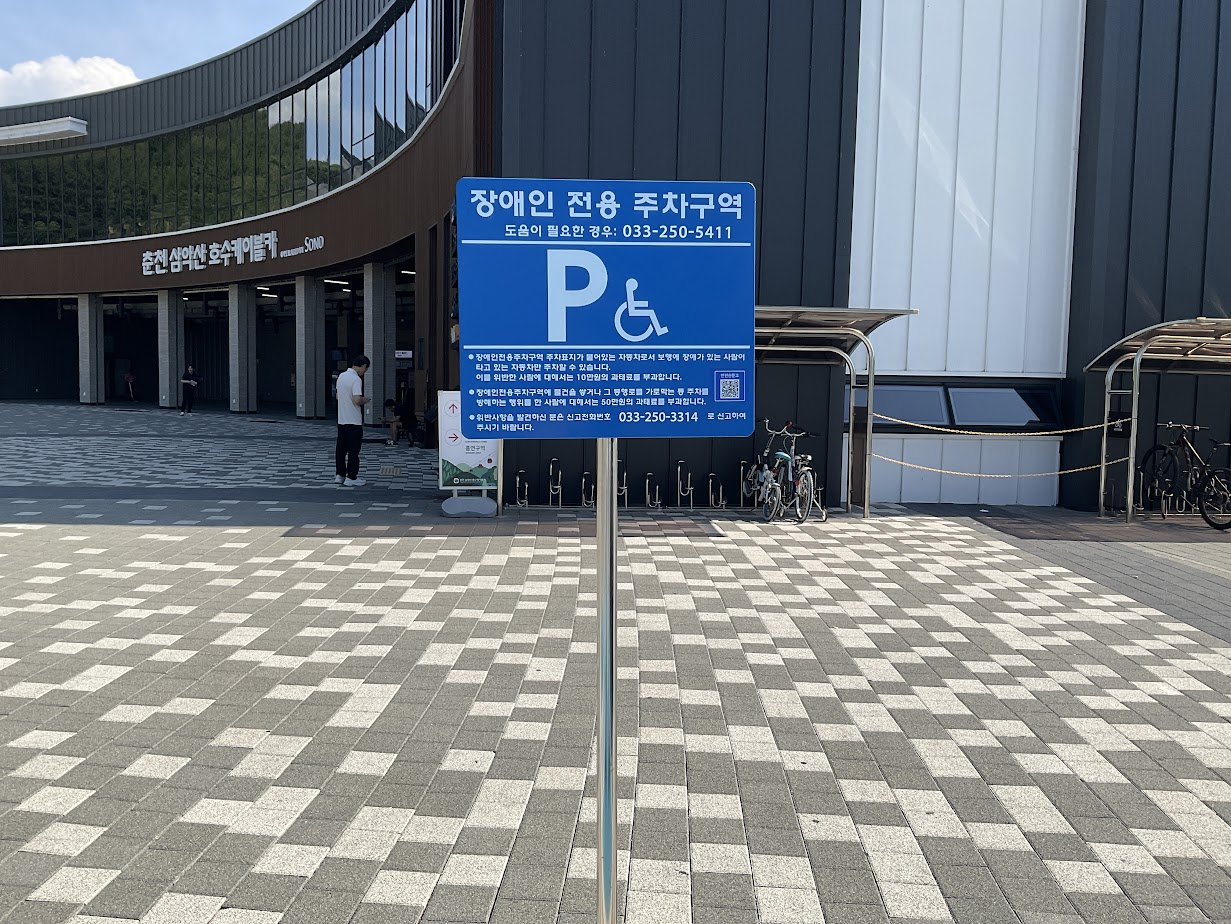 장애인 전용 주차구역
도움이 필요한 경우: 033-250-5411
P
● 장애인전용주차구역 주차표지가 붙어있는 자동차로서 보행에 장애가 있는 사람이
타고 있는 자동차만 주차할 수 있습니다.
이를 위반한 사람에 대해서는 10만원의 과태료를 부과합니다.
● 장애인전용주차구역에 물건을 쌓거나 그 통행로를 가로막는 등 주차를
방해하는 행위를 한 사람에 대해서는 50만원의 과태료를 부과합니다.
● 위반사항을 발견하신 분은 신고전화번호 033-250-3314 로 신고하여
주시기 바랍니다.
춘천 삼악산 호수케이블카
SONO
흡연구역